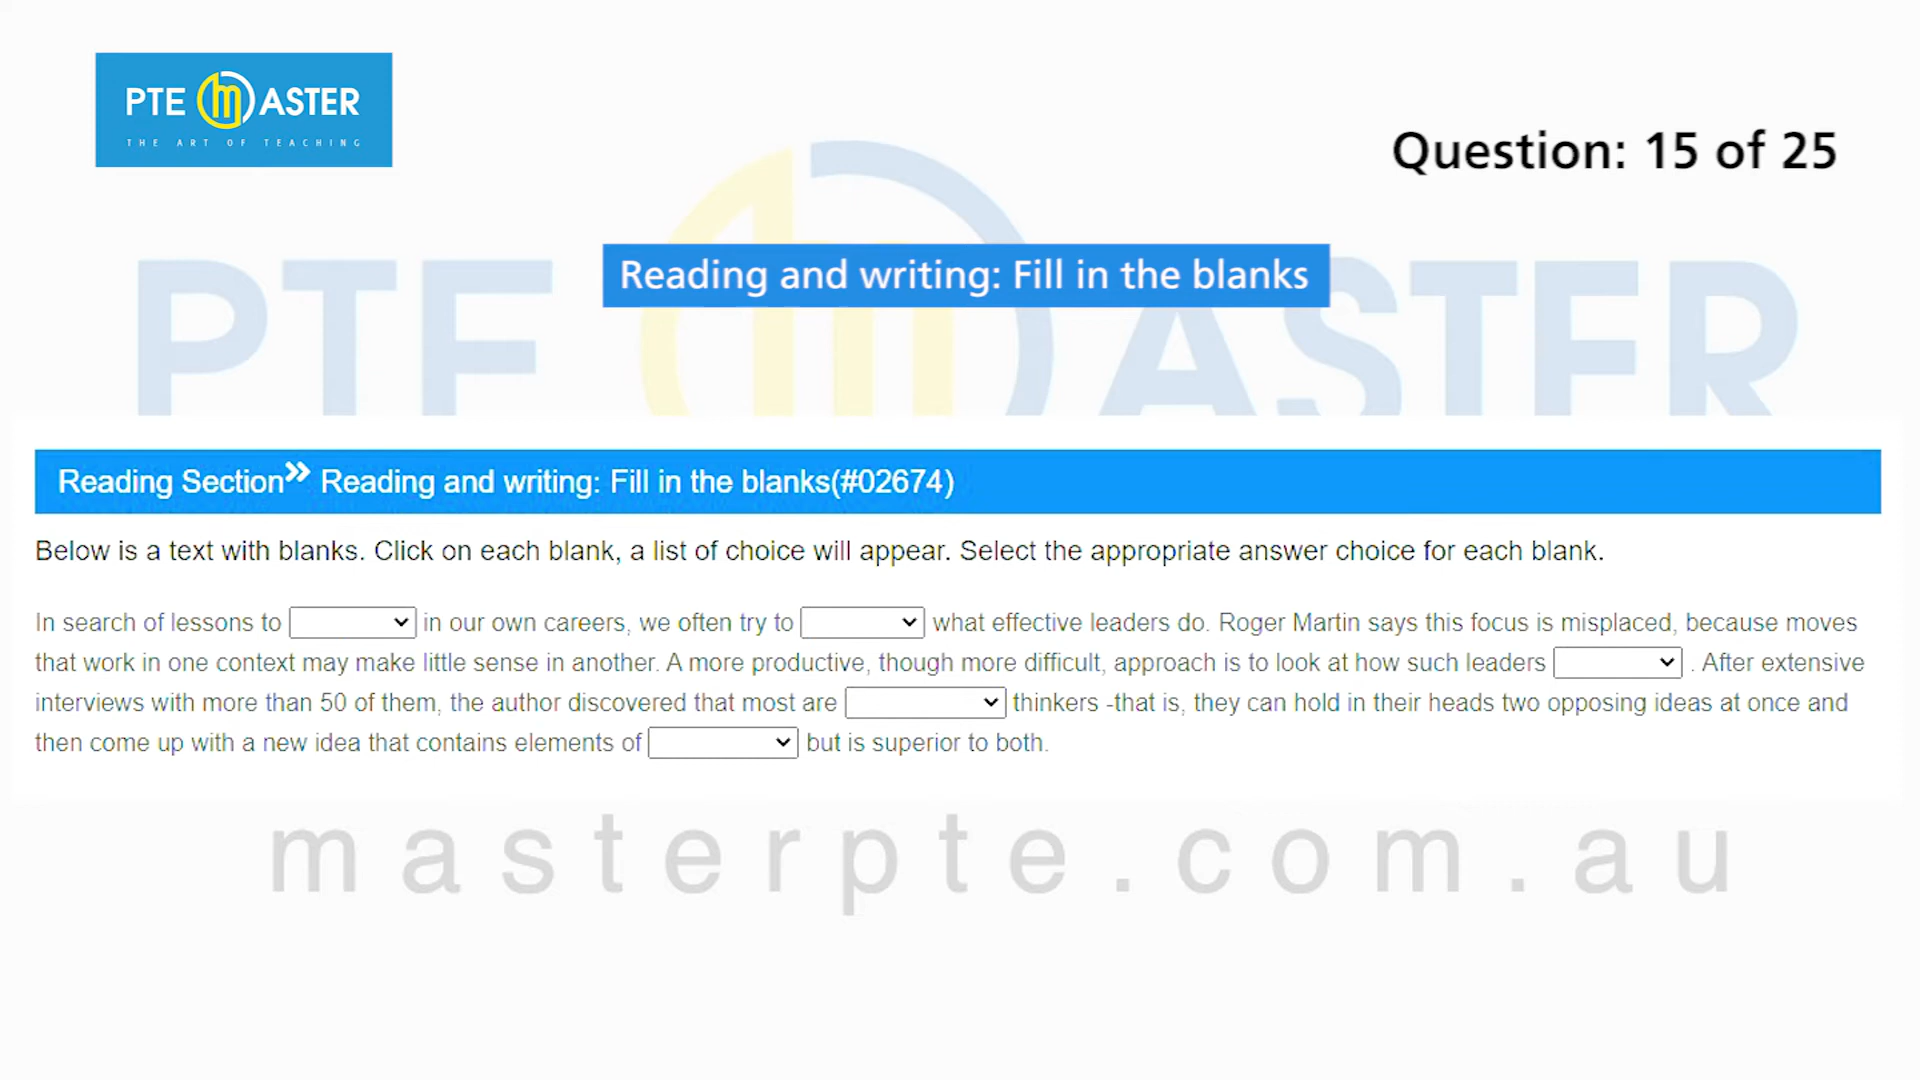 PTE MASTER
THE ART OF TEACHING
Question: 15 of 25
PTE MASTER
Reading and writing: Fill in the blanks
Reading Section» Reading and writing: Fill in the blanks(#02674)
Below is a text with blanks. Click on each blank, a list of choice will appear. Select the appropriate answer choice for each blank.
In search of lessons to in our own careers, we often try to what effective leaders do. Roger Martin says this focus is misplaced, because moves
that work in one context may make little sense in another. A more productive, though more difficult, approach is to look at how such leaders . After extensive
interviews with more than 50 of them, the author discovered that most are thinkers -that is, they can hold in their heads two opposing ideas at once and
then come up with a new idea that contains elements of but is superior to both.
masterpte.com.au